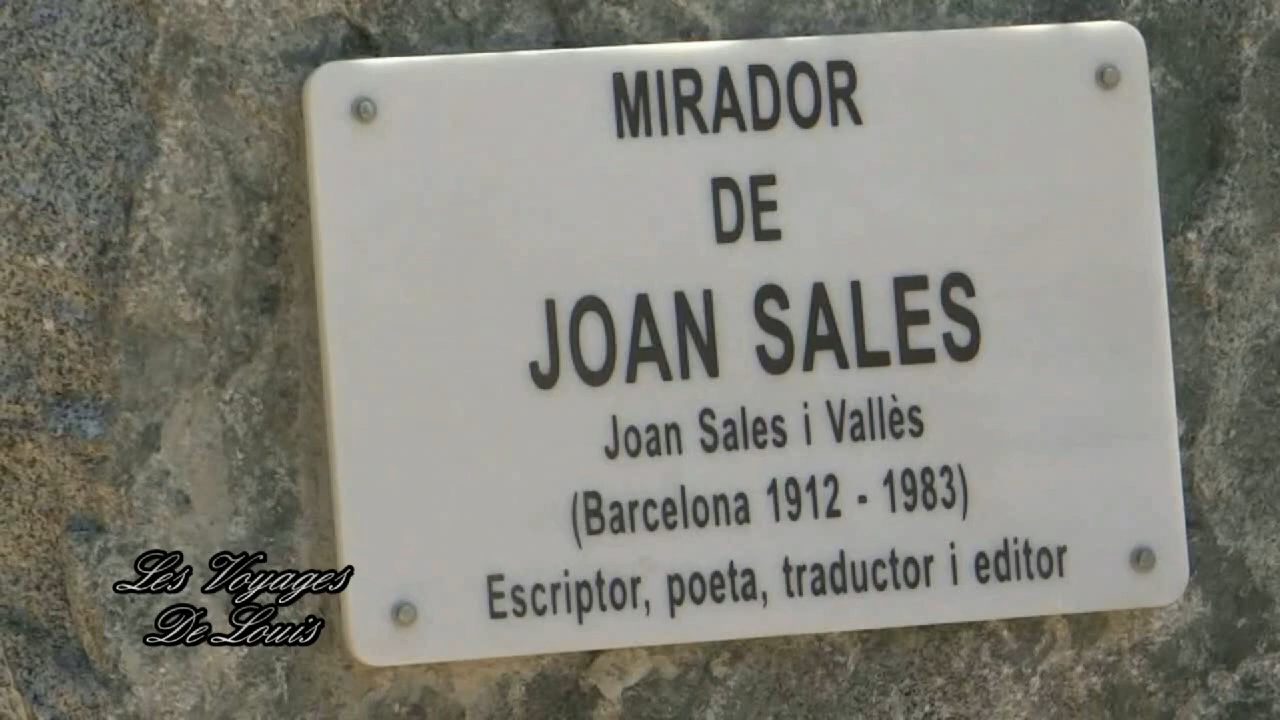 MIRADOR
DE
JOAN SALES
Joan Sales i Vallès
(Barcelona 1912 - 1983)
Escriptor, poeta, traductor i editor
Les Voyages
De Louis